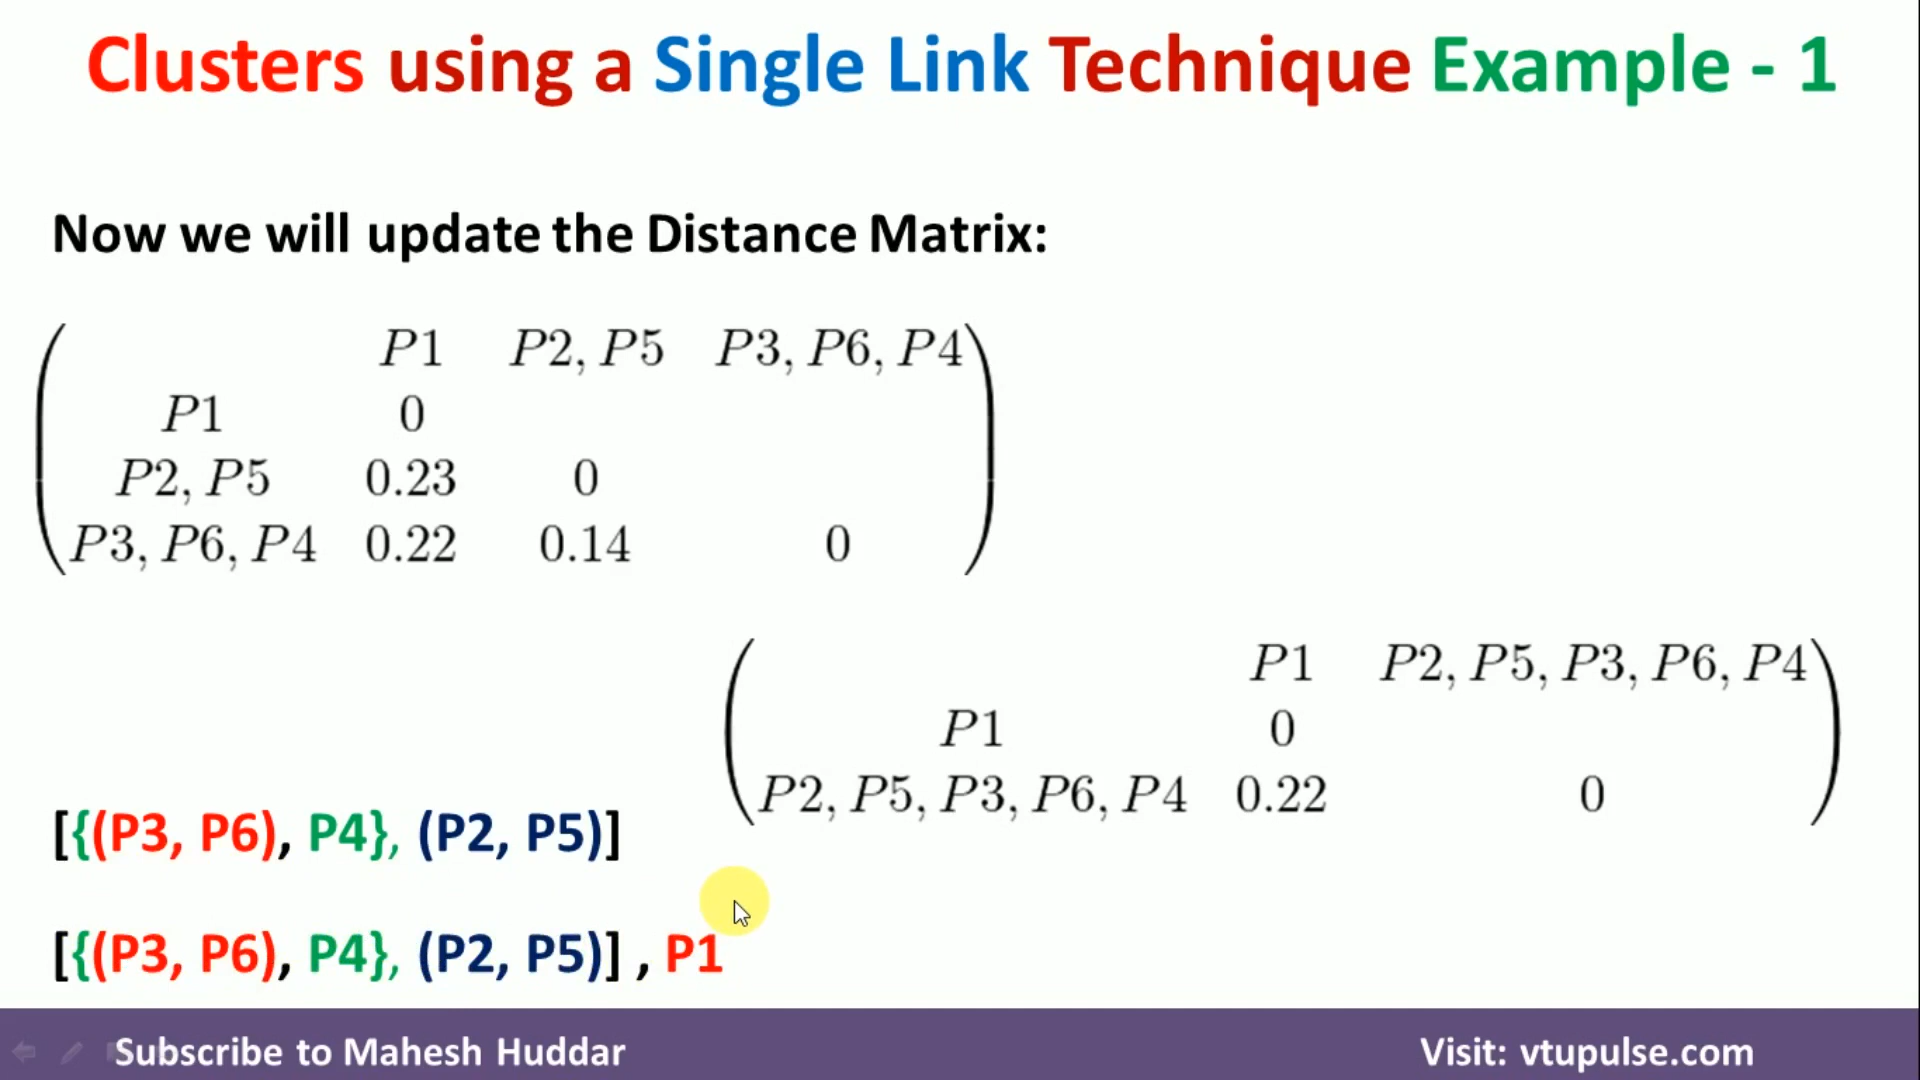 Clusters using a Single Link Technique Example - 1
Now we will update the Distance Matrix:
P1 P2, P5 P3, P6, P4
P1 0
P2, P5 0.23 0
P3, P6, P4 0.22 0.14 0
P1 P2, P5, P3, P6, P4
P1 0
P2, P5, P3, P6, P4 0.22 0
[{(P3, P6), P4}, (P2, P5)]
[{(P3, P6), P4}, (P2, P5)] , P1
Subscribe to Mahesh Huddar
Visit: vtupulse.com